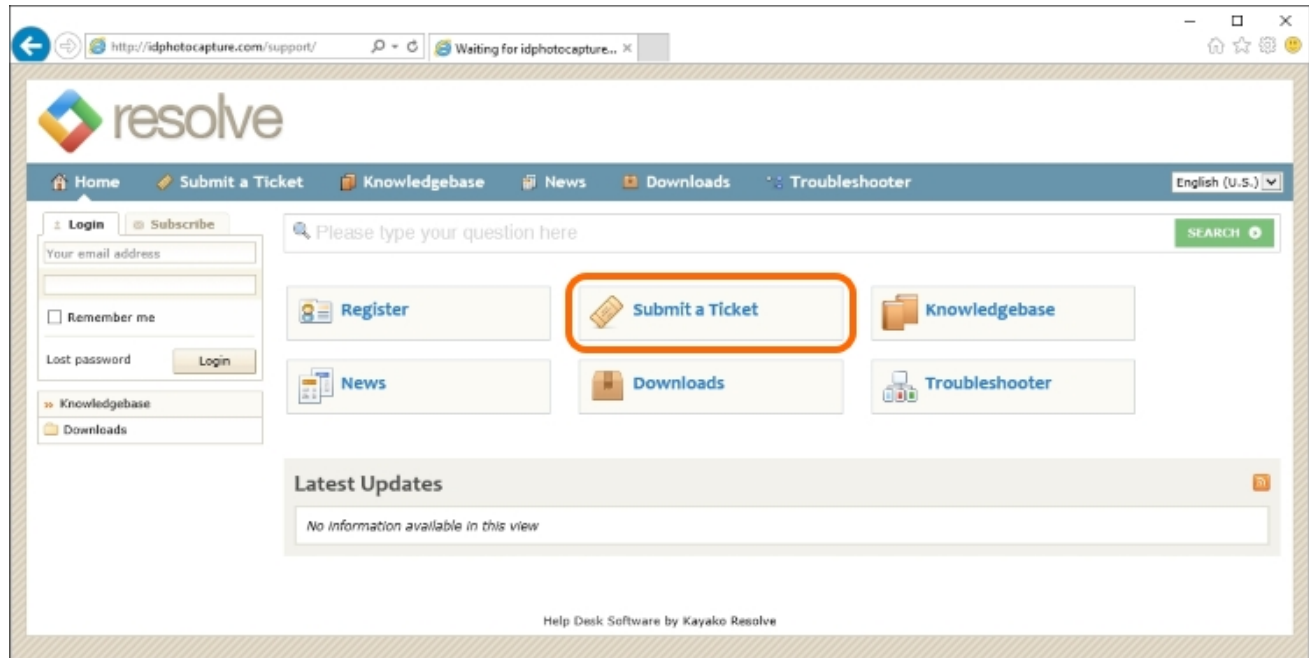 http://idphotocapture.com/support/
Waiting for idphotocapture...
resolve
Home Submit a Ticket Knowledgebase News Downloads Troubleshooter English (U.S.)
Login Subscribe
Please type your question here SEARCH
Your email address
Remember me
Lost password Login
Knowledgebase
Downloads
Register Submit a Ticket Knowledgebase
News Downloads Troubleshooter
Latest Updates
No information available in this view
Help Desk Software by Kayako Resolve